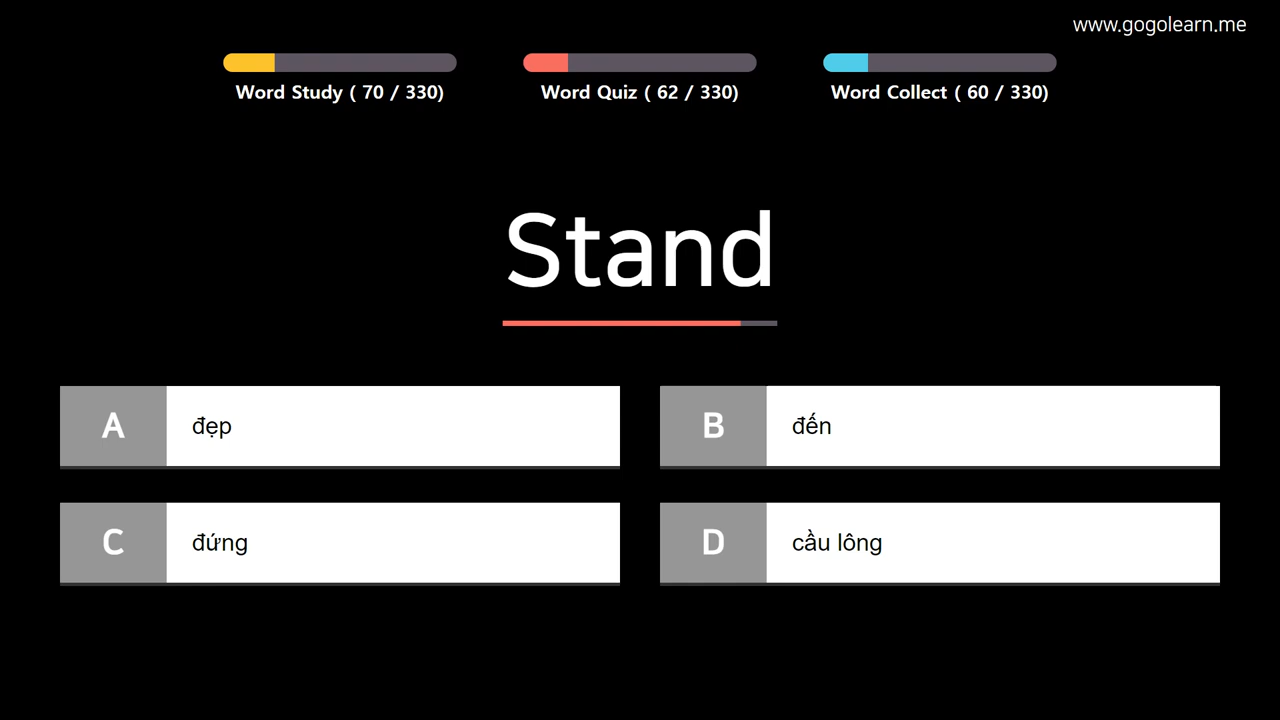 www.gogolearn.me
Word Study ( 70 / 330)
Word Quiz ( 62 / 330)
Word Collect ( 60 / 330)
Stand
A đẹp
B đến
C đứng
D cầu lông